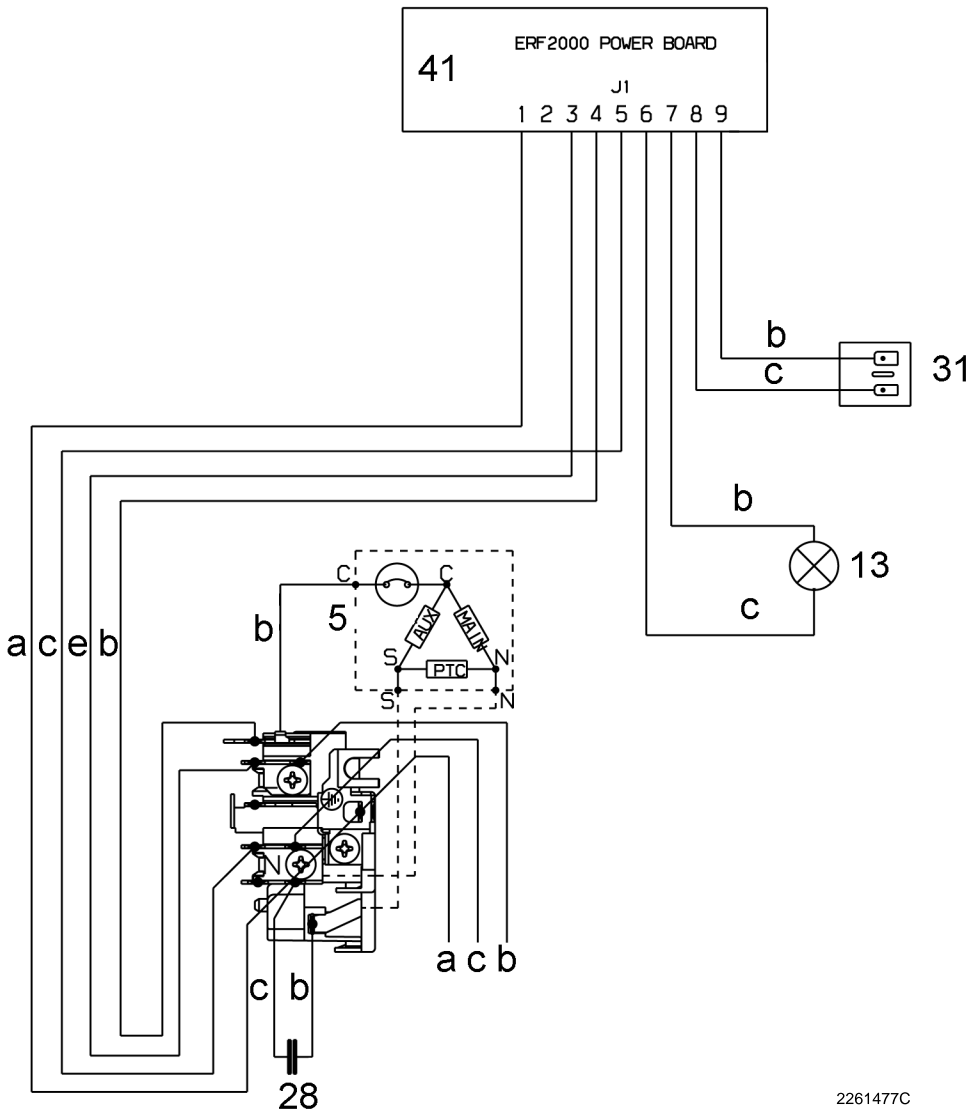 ERF2000 POWER BOARD
41
J1
1 2 3 4 5 6 7 8 9
b
c
31
b
13
c
C
C
5
b
AUX
MAIN
a c e b
S
PTC
N
S
N
N
a c b
c b
28
2261477C